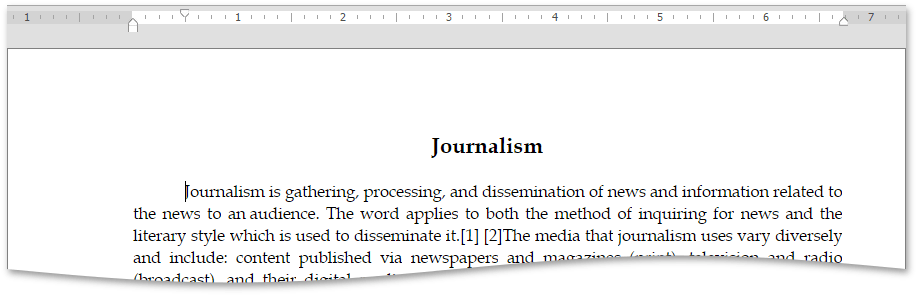 1 1 2 3 4 5 6 7
Journalism
Journalism is gathering, processing, and dissemination of news and information related to
the news to an audience. The word applies to both the method of inquiring for news and the
literary style which is used to disseminate it.[1] [2]The media that journalism uses vary diversely
and include: content published via newspapers and magazines (print), television and radio
(broadcast), and their digital